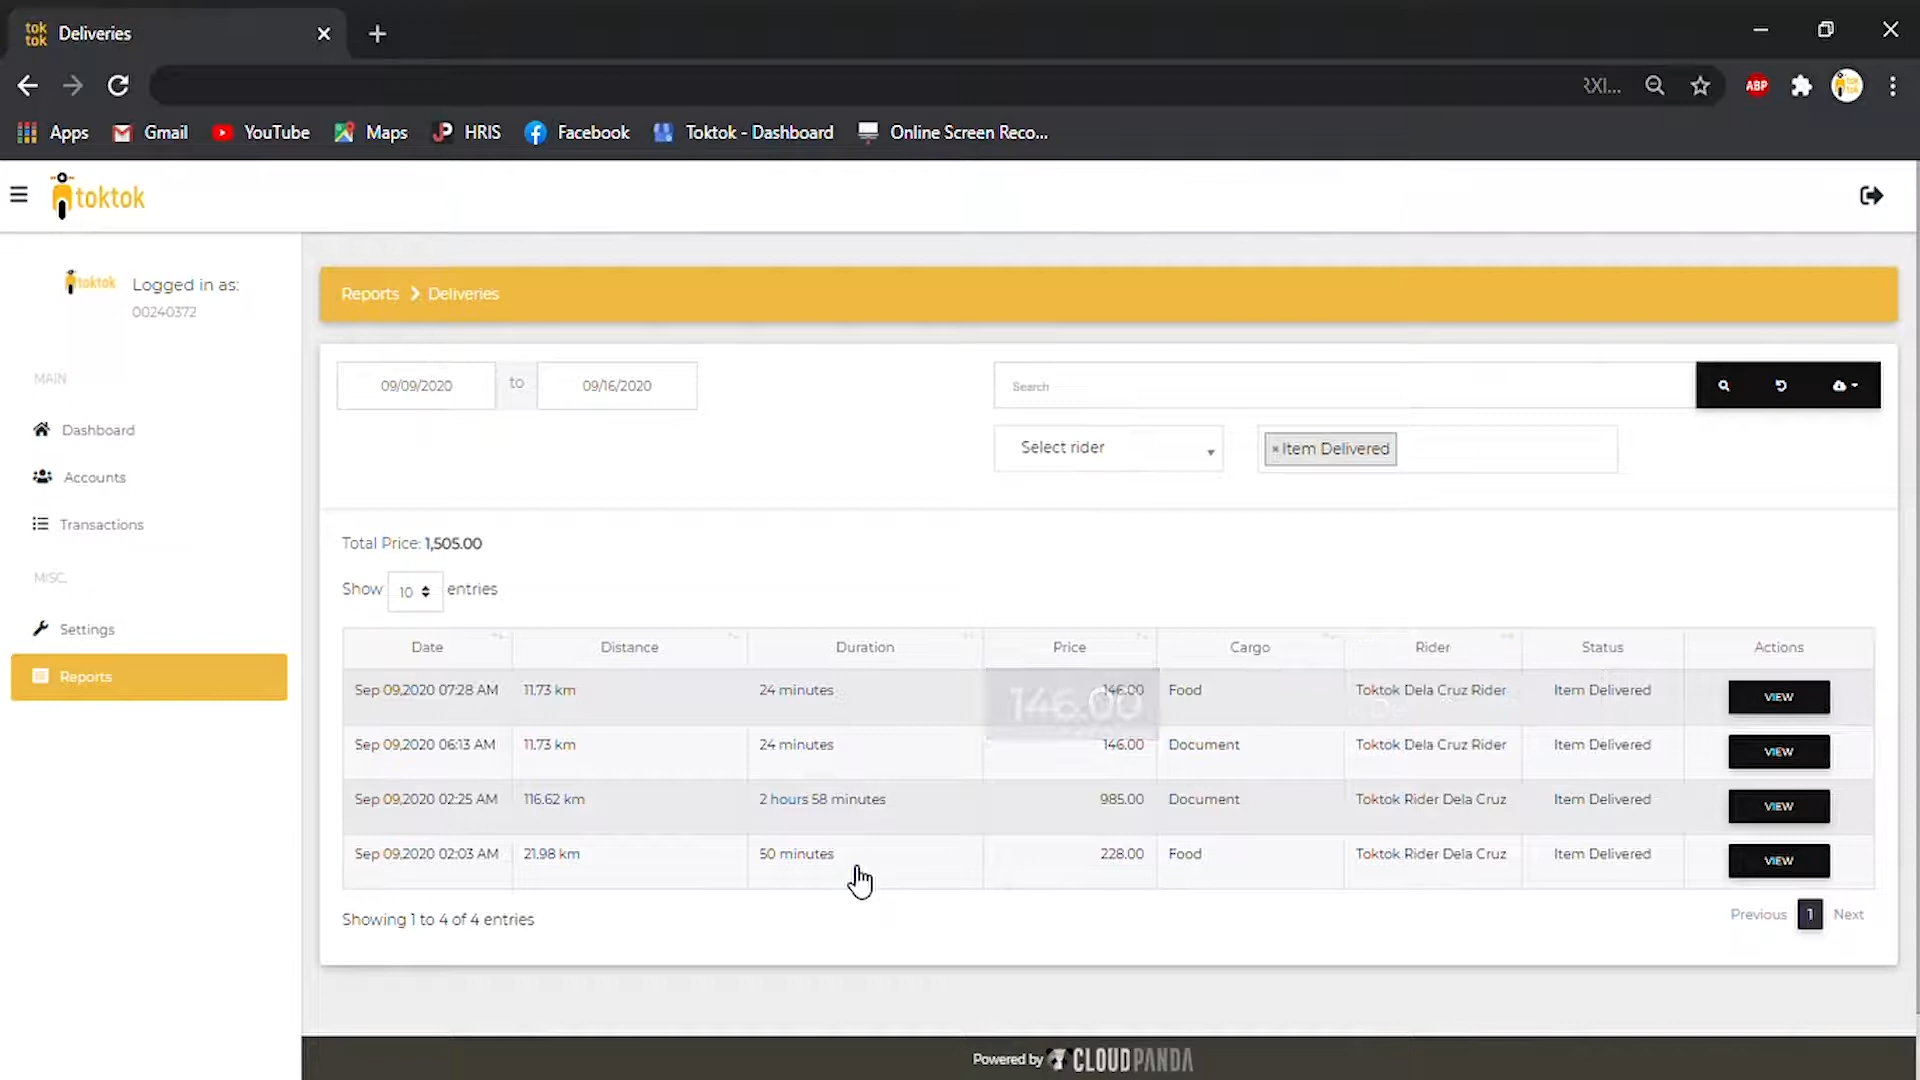 tok
tok
Deliveries
RXI...
ABP
Apps
Gmail
YouTube
Maps
HRIS
Facebook
Toktok - Dashboard
Online Screen Reco...
toktok
toktok
Logged in as:
00240372
MAIN
Dashboard
Accounts
Transactions
MISC.
Settings
Reports
Reports > Deliveries
09/09/2020 to 09/16/2020
Search
Select rider
× Item Delivered
Total Price: 1,505.00
Show 10 entries
Date Distance Duration Price Cargo Rider Status Actions
Sep 09,2020 07:28 AM 11.73 km 24 minutes 146.00 Food Toktok Dela Cruz Rider Item Delivered VIEW
146.00
Sep 09,2020 06:13 AM 11.73 km 24 minutes 146.00 Document Toktok Dela Cruz Rider Item Delivered VIEW
Sep 09,2020 02:25 AM 116.62 km 2 hours 58 minutes 985.00 Document Toktok Rider Dela Cruz Item Delivered VIEW
Sep 09,2020 02:03 AM 21.98 km 50 minutes 228.00 Food Toktok Rider Dela Cruz Item Delivered VIEW
Showing 1 to 4 of 4 entries
Previous 1 Next
Powered by CLOUDPANDA